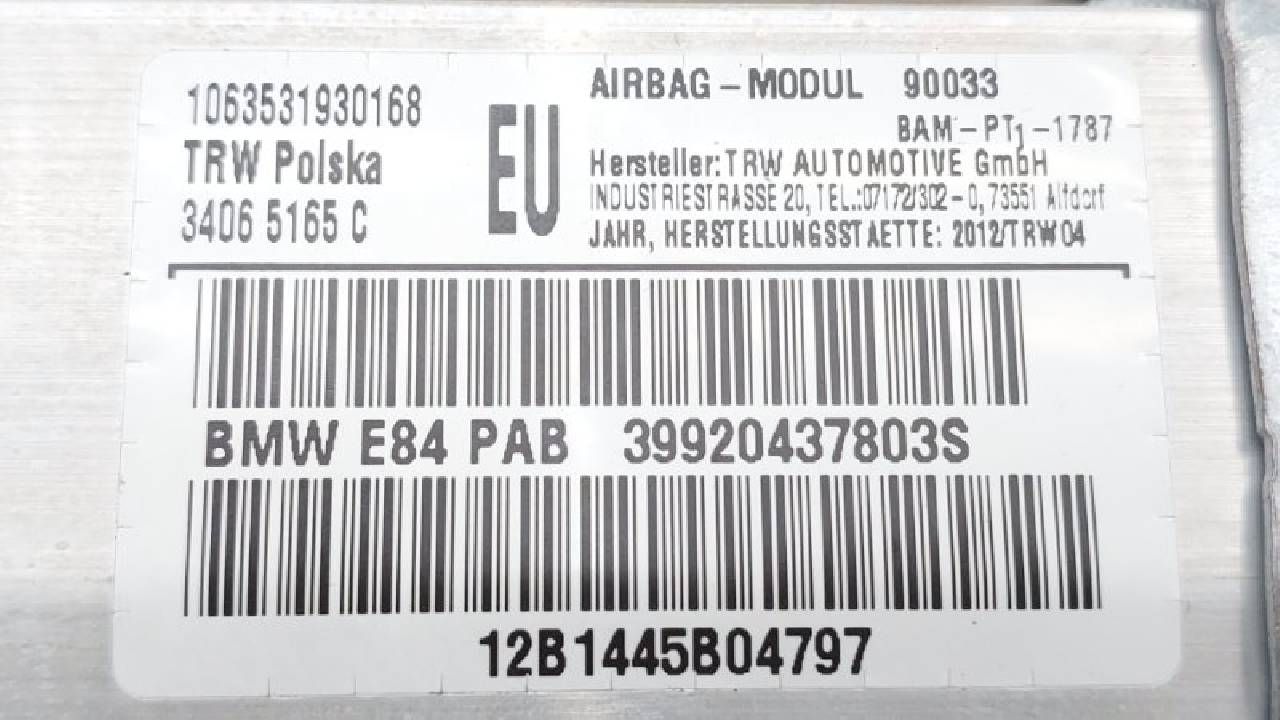 1063531930168
TRW Polska
3406 5165 C
EU
AIRBAG-MODUL 90033
BAM-PT1-1787
Hersteller: TRW AUTOMOTIVE GmbH
INDUSTRIESTRASSE 20, TEL.:07172/302-0, 73551 Alfdorf
JAHR, HERSTELLUNGSSTAETTE: 2012/TRW04
BMW E84 PAB 39920437803S
12B1445B04797